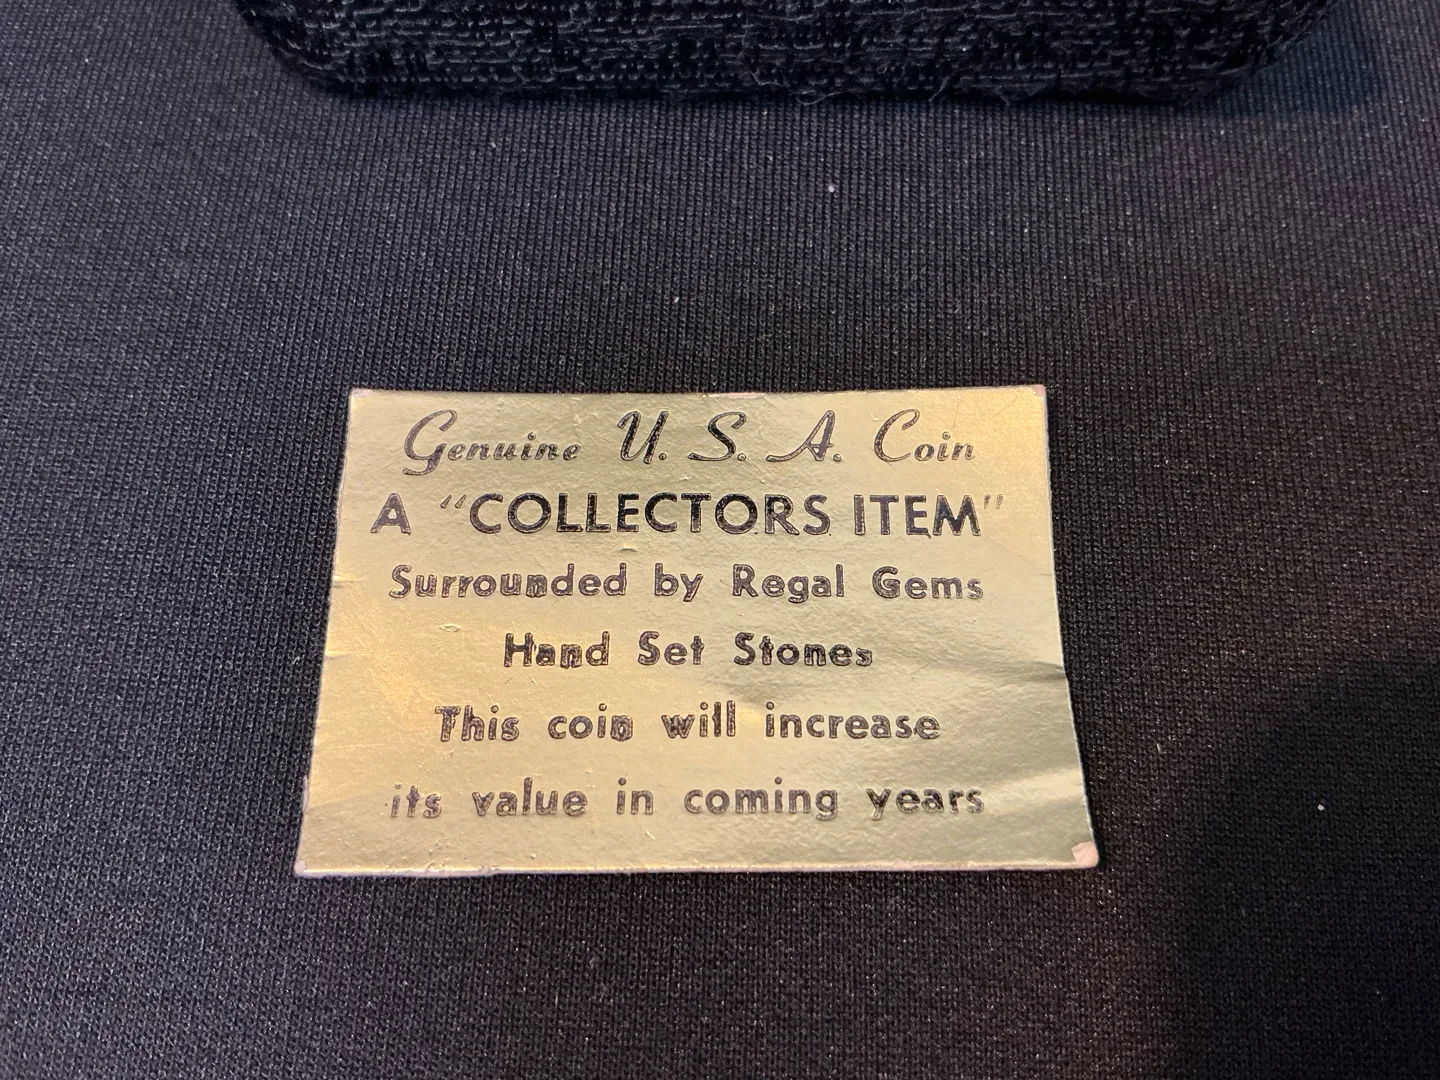 Genuine U. S. A. Coin
A "COLLECTORS ITEM"
Surrounded by Regal Gems
Hand Set Stones
This coin will increase
its value in coming years